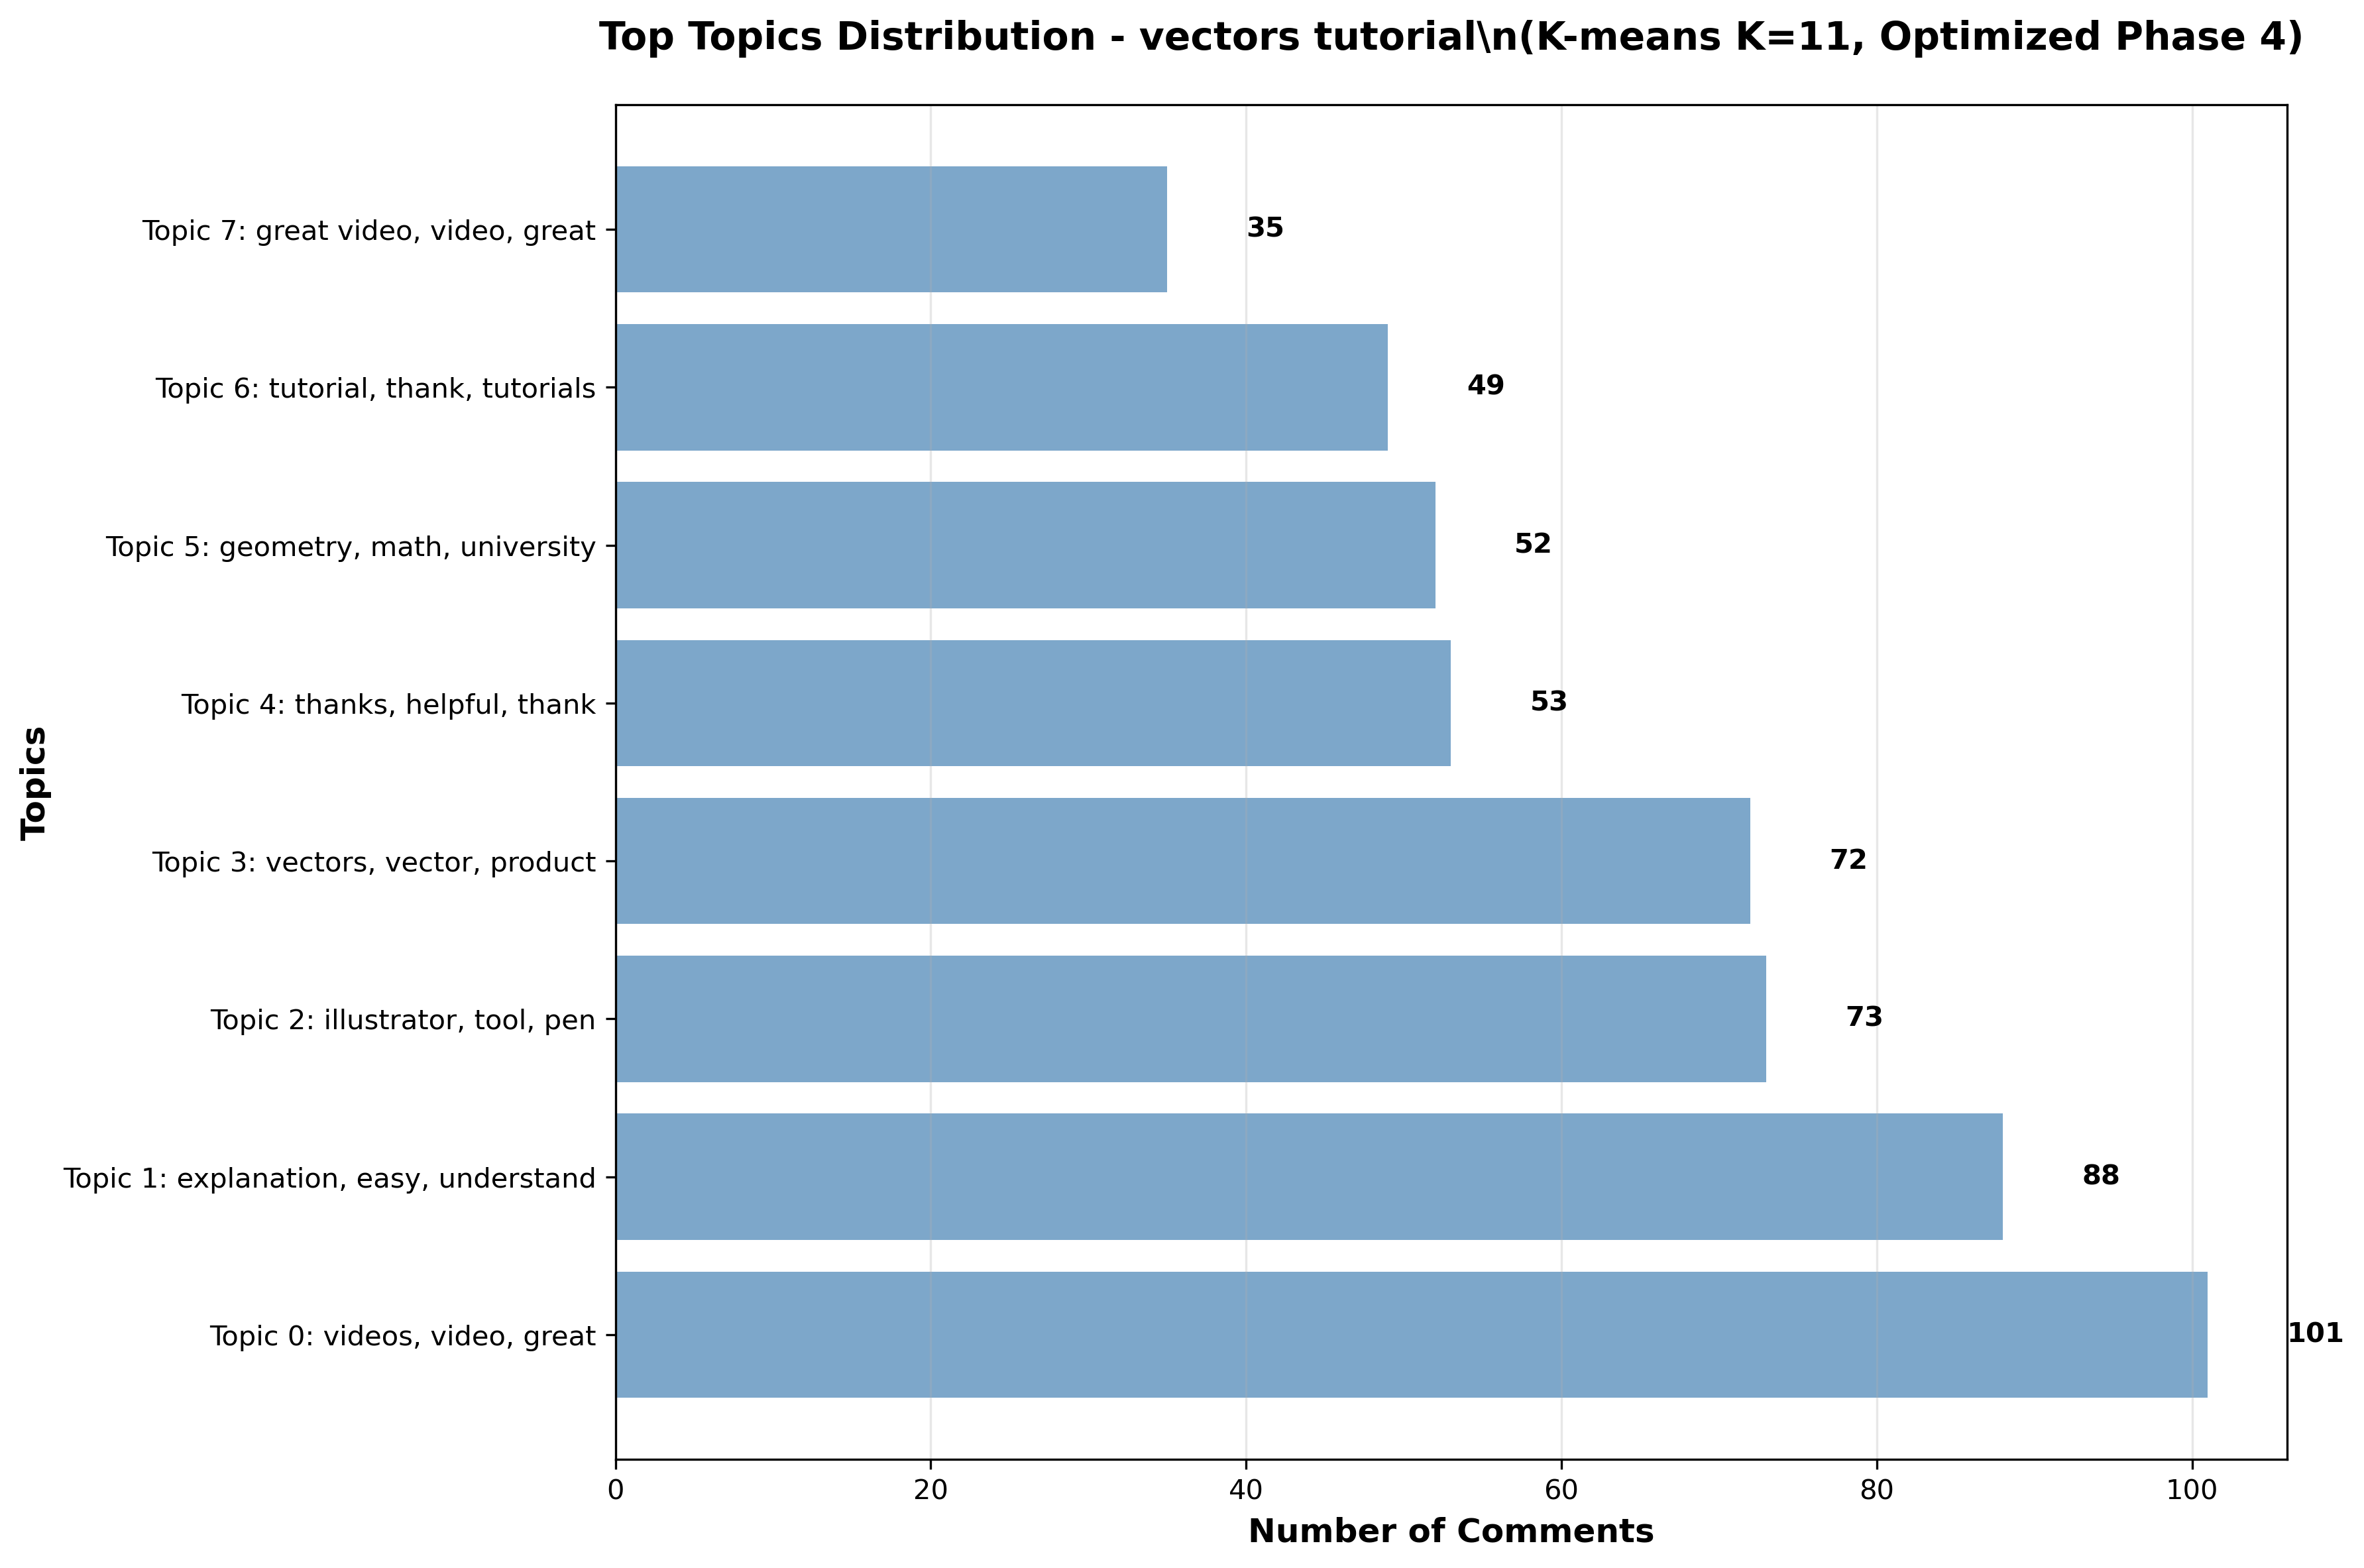 Top Topics Distribution - vectors tutorial\n(K-means K=11, Optimized Phase 4)
Topic 7: great video, video, great
35
Topic 6: tutorial, thank, tutorials
49
Topic 5: geometry, math, university
52
Topic 4: thanks, helpful, thank
53
Topic 3: vectors, vector, product
72
Topic 2: illustrator, tool, pen
73
Topic 1: explanation, easy, understand
88
Topic 0: videos, video, great
101
Topics
0 20 40 60 80 100
Number of Comments